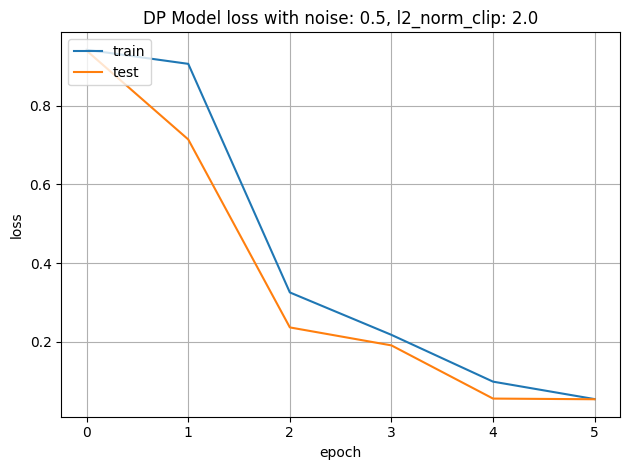 DP Model loss with noise: 0.5, l2_norm_clip: 2.0
train
test
0.8
0.6
0.4
0.2
loss
0 1 2 3 4 5
epoch